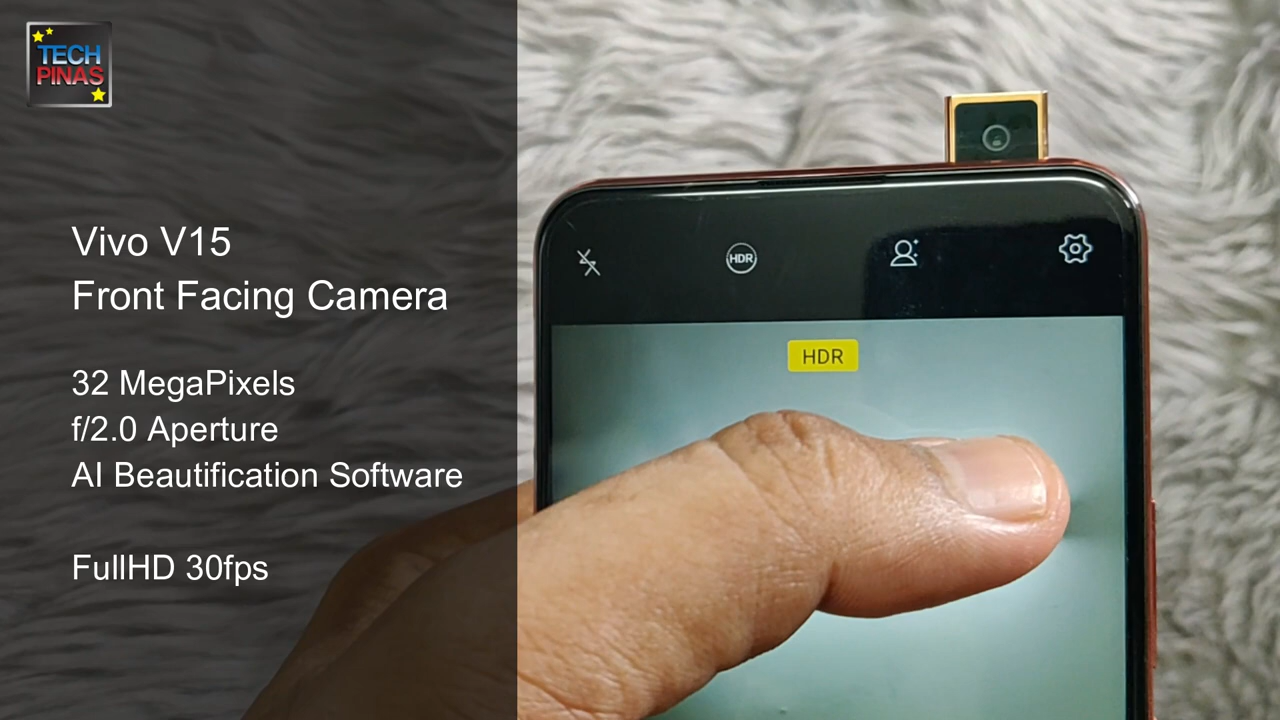 TECH
PINAS
Vivo V15
Front Facing Camera
32 MegaPixels
f/2.0 Aperture
AI Beautification Software
FullHD 30fps
HDR
HDR